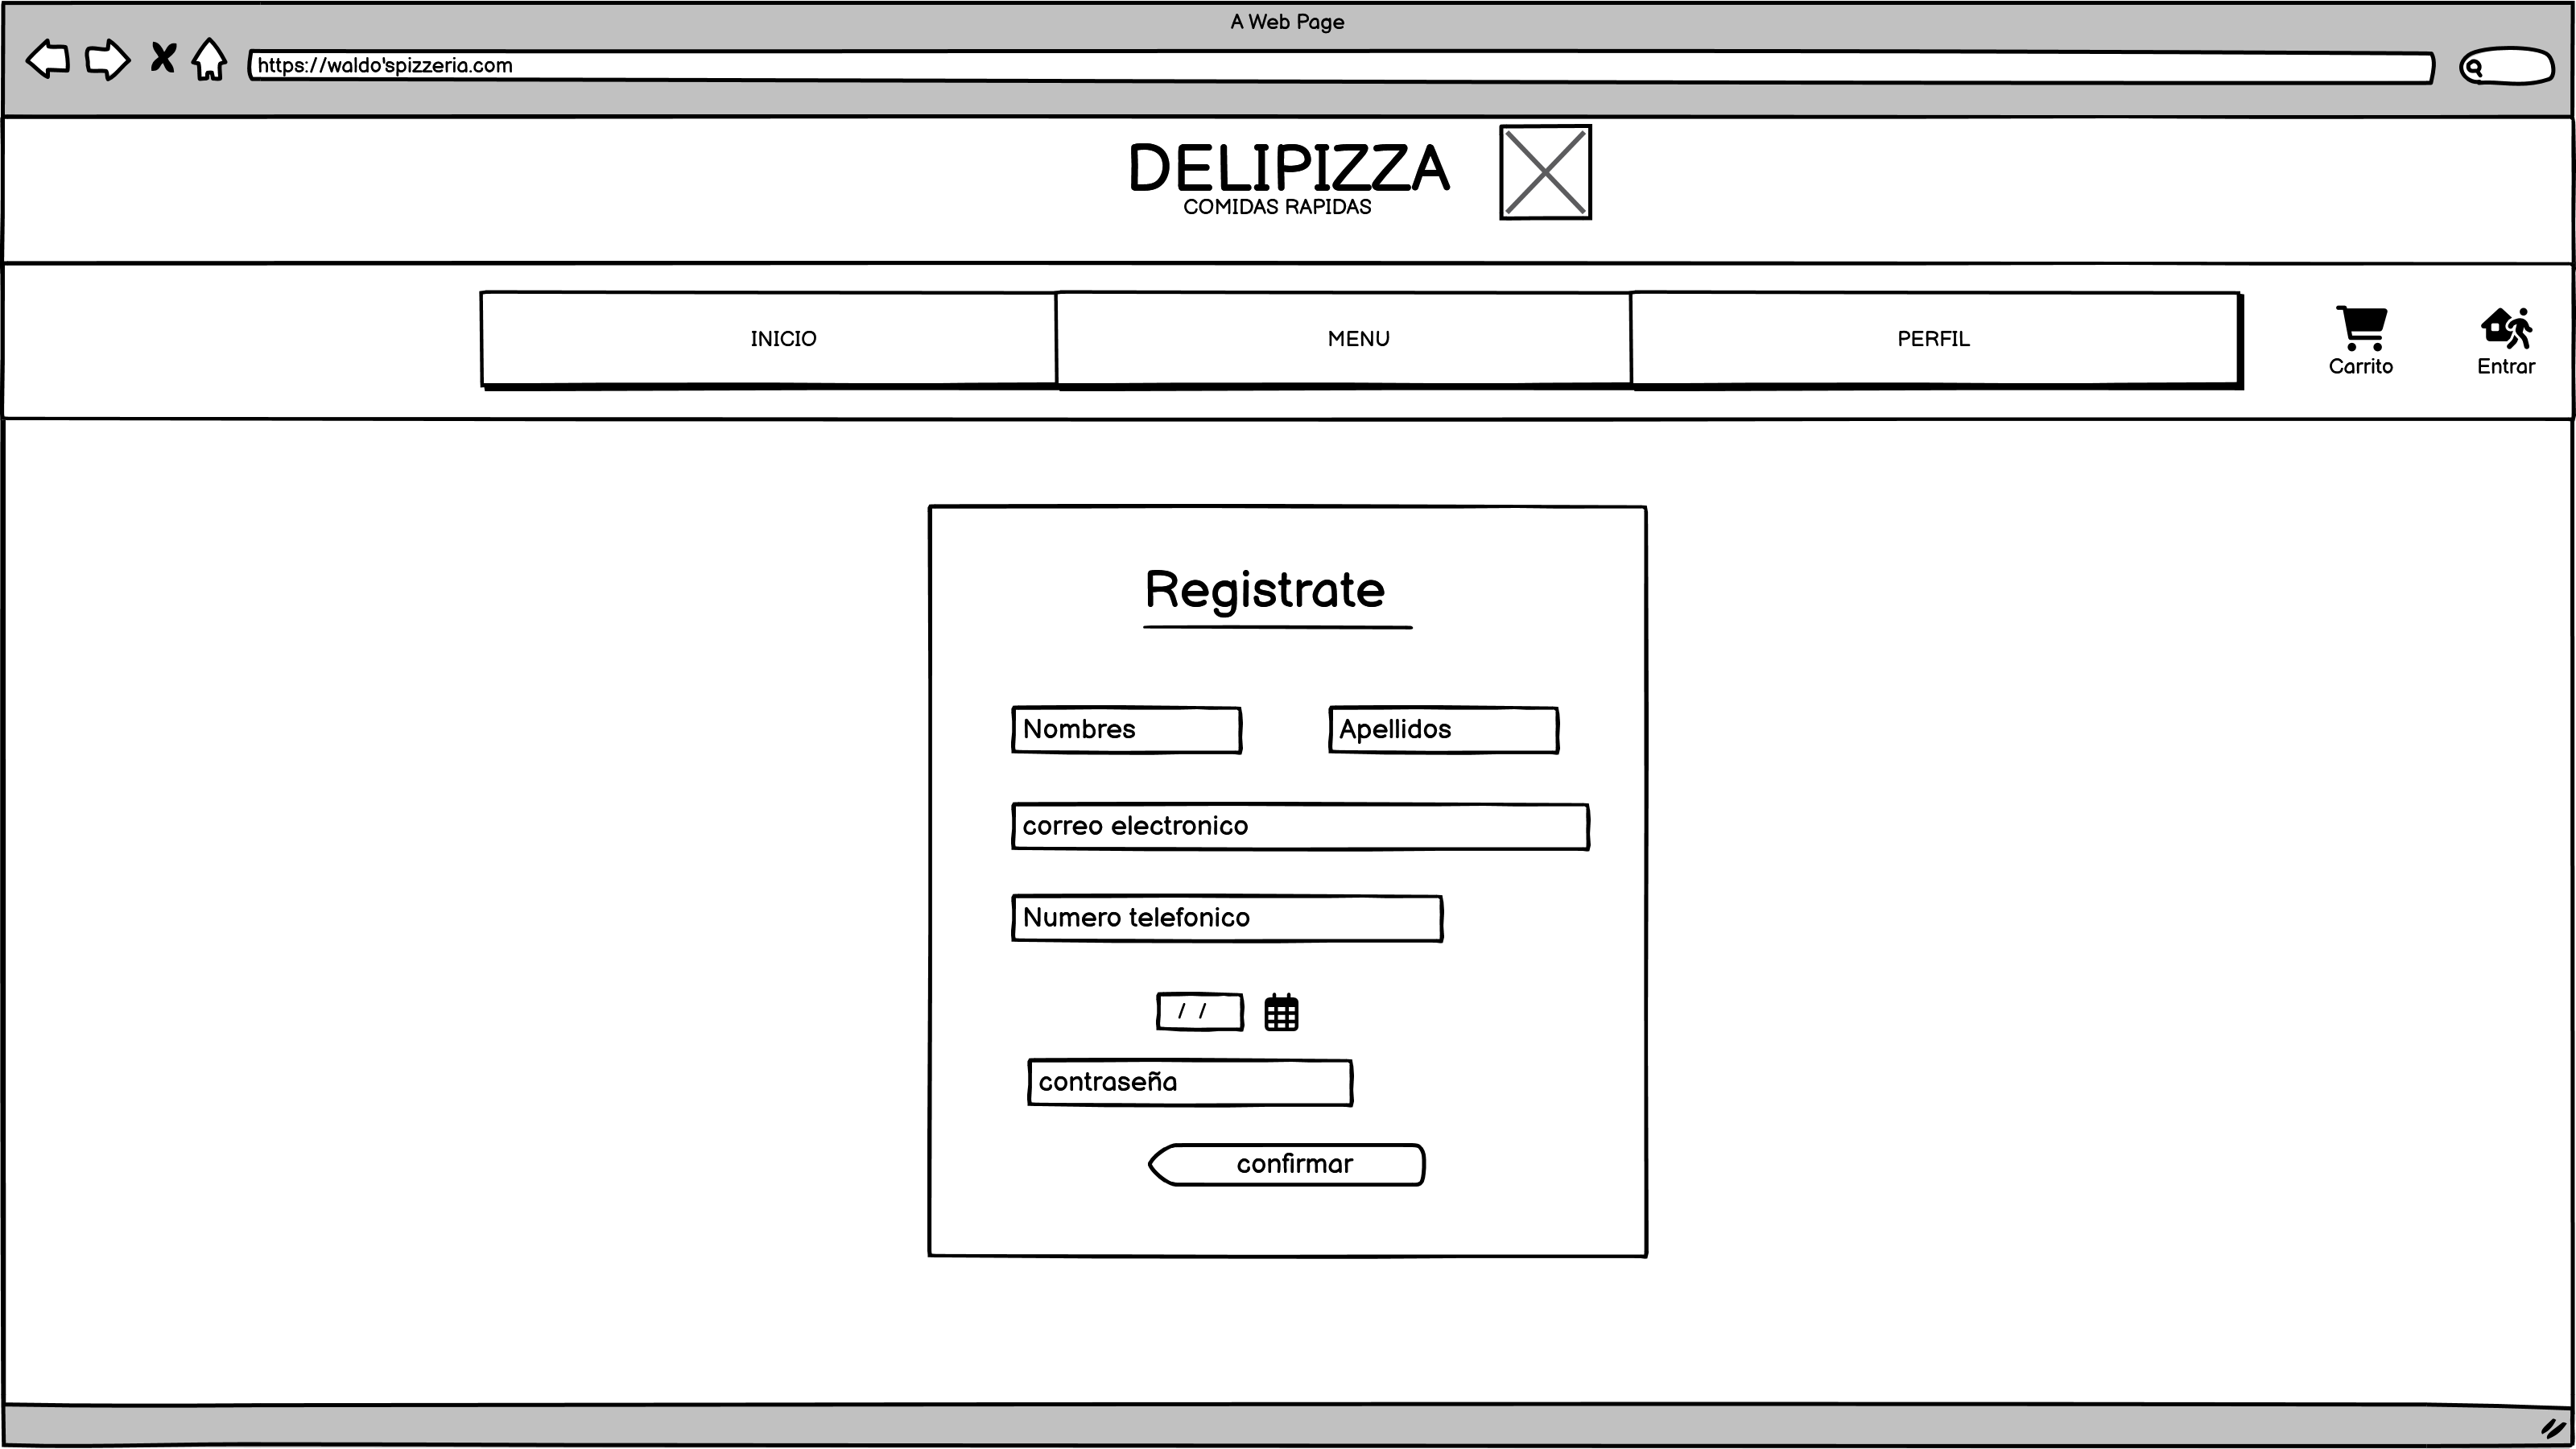 A Web Page
https://waldo'spizzeria.com
DELIPIZZA
COMIDAS RAPIDAS
INICIO MENU PERFIL
Carrito Entrar
Registrate
Nombres Apellidos
correo electronico
Numero telefonico
/ /
contraseña
confirmar